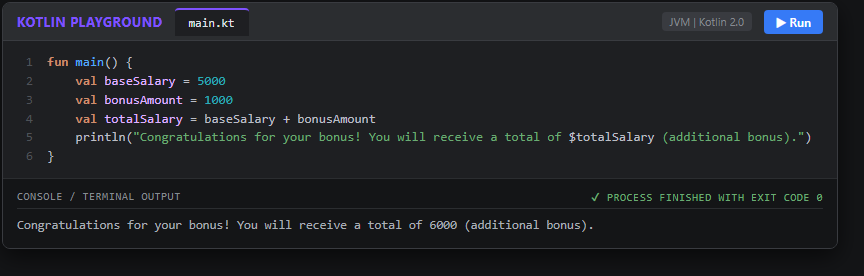 KOTLIN PLAYGROUND main.kt JVM | Kotlin 2.0 ▶ Run
1 fun main() {
2     val baseSalary = 5000
3     val bonusAmount = 1000
4     val totalSalary = baseSalary + bonusAmount
5     println("Congratulations for your bonus! You will receive a total of $totalSalary (additional bonus).")
6 }
CONSOLE / TERMINAL OUTPUT ✓ PROCESS FINISHED WITH EXIT CODE 0
Congratulations for your bonus! You will receive a total of 6000 (additional bonus).